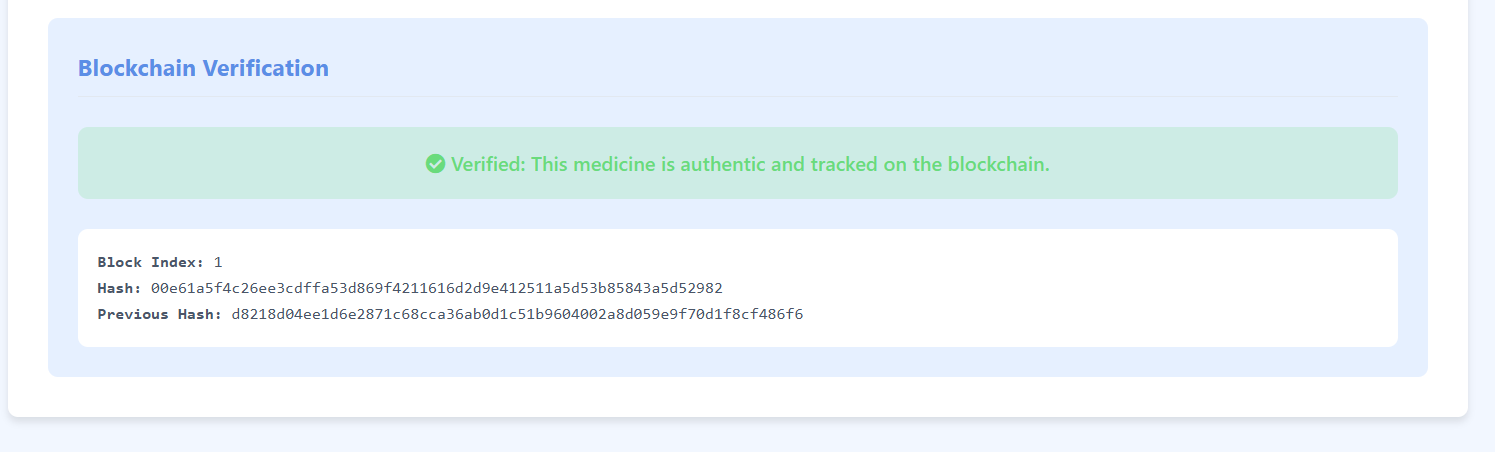 Blockchain Verification
Verified: This medicine is authentic and tracked on the blockchain.
Block Index: 1
Hash: 00e61a5f4c26ee3cdffa53d869f4211616d2d9e412511a5d53b85843a5d52982
Previous Hash: d8218d04ee1d6e2871c68cca36ab0d1c51b9604002a8d059e9f70d1f8cf486f6